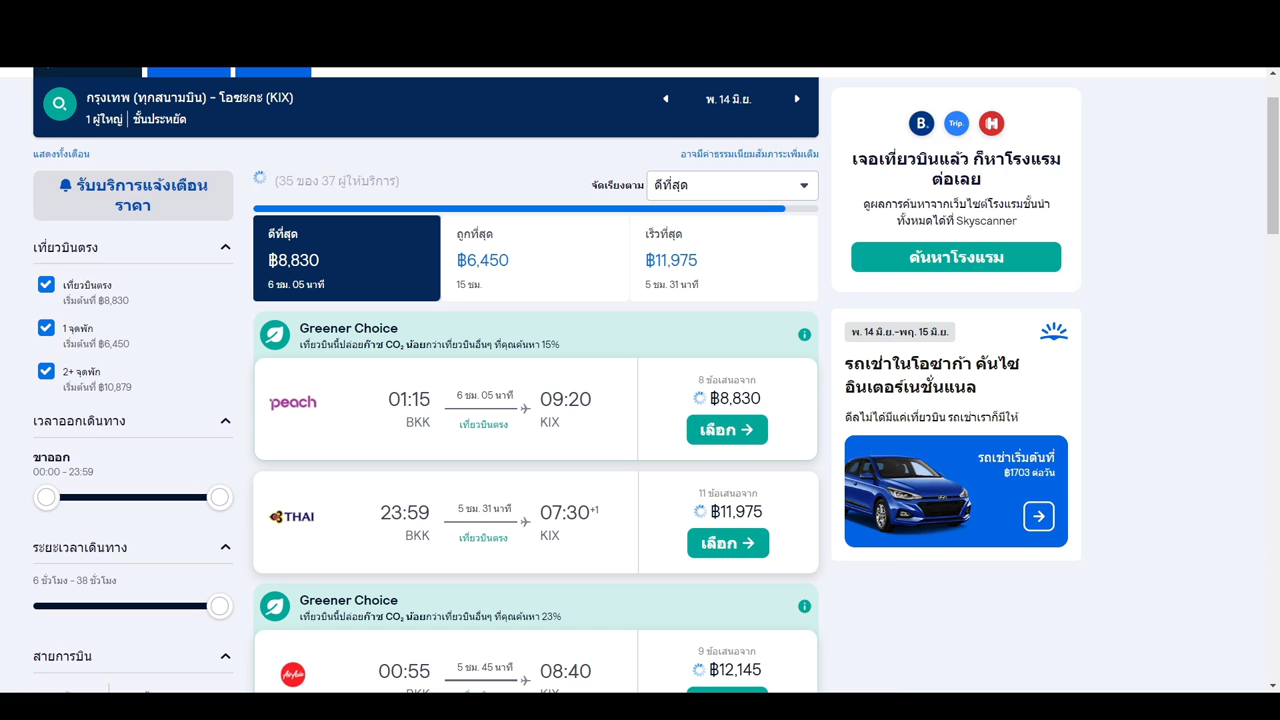 กรุงเทพ (ทุกสนามบิน) – โอซะกะ (KIX)
1 ผู้ใหญ่ | ชั้นประหยัด
พ. 14 มิ.ย.
แสดงทั้งเดือน
อาจมีค่าธรรมเนียมสัมภาระเพิ่มเติม
รับบริการแจ้งเตือน
ราคา
(35 ของ 37 ผู้ให้บริการ)
จัดเรียงตาม ดีที่สุด
ดีที่สุด
฿8,830
6 ชม. 05 นาที
ถูกที่สุด
฿6,450
15 ชม.
เร็วที่สุด
฿11,975
5 ชม. 31 นาที
เที่ยวบินตรง
เที่ยวบินตรง
เริ่มต้นที่ ฿8,830
1 จุดพัก
เริ่มต้นที่ ฿6,450
2+ จุดพัก
เริ่มต้นที่ ฿10,879
เวลาออกเดินทาง
ขาออก
00:00 – 23:59
ระยะเวลาเดินทาง
6 ชั่วโมง – 38 ชั่วโมง
สายการบิน
Greener Choice
เที่ยวบินนี้ปล่อยก๊าซ CO₂ น้อยกว่าเที่ยวบินอื่นๆ ที่คุณค้นหา 15%
peach
01:15
BKK
6 ชม. 05 นาที
เที่ยวบินตรง
09:20
KIX
8 ข้อเสนอจาก
฿8,830
เลือก →
THAI
23:59
BKK
5 ชม. 31 นาที
เที่ยวบินตรง
07:30+1
KIX
11 ข้อเสนอจาก
฿11,975
เลือก →
Greener Choice
เที่ยวบินนี้ปล่อยก๊าซ CO₂ น้อยกว่าเที่ยวบินอื่นๆ ที่คุณค้นหา 23%
AirAsia
00:55
BKK
5 ชม. 45 นาที
08:40
KIX
9 ข้อเสนอจาก
฿12,145
B. Trip. H
เจอเที่ยวบินแล้ว ก็หาโรงแรม
ต่อเลย
ดูผลการค้นหาจากเว็บไซต์โรงแรมชั้นนำ
ทั้งหมดได้ที่ Skyscanner
ค้นหาโรงแรม
พ. 14 มิ.ย.–พฤ. 15 มิ.ย.
รถเช่าในโอซาก้า คันไซ
อินเตอร์เนชั่นแนล
ดีลไม่ได้มีแค่เที่ยวบิน รถเช่าเราก็มีให้
รถเช่าเริ่มต้นที่
฿1703 ต่อวัน